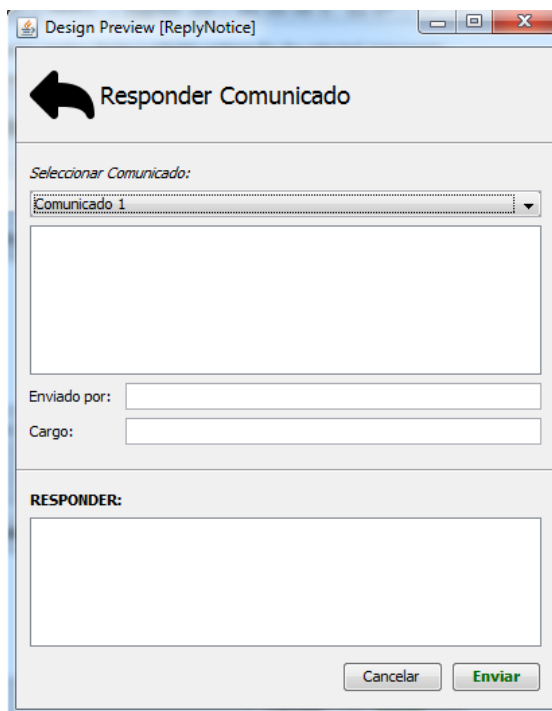 Design Preview [ReplyNotice]
Responder Comunicado
Seleccionar Comunicado:
Comunicado 1
Enviado por:
Cargo:
RESPONDER:
Cancelar Enviar